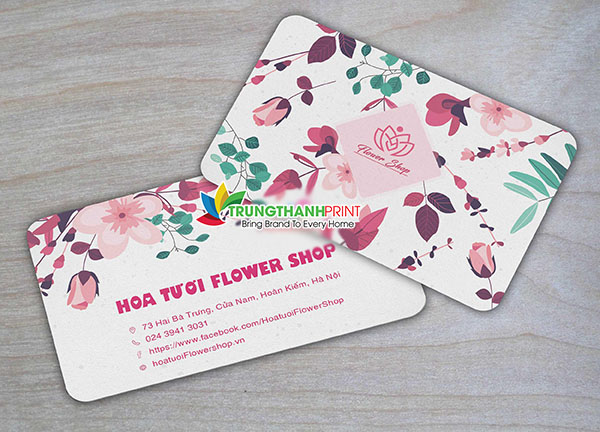 Flower Shop
TRUNGTHANHPRINT
Bring Brand To Every Home
HOA TƯƠI FLOWER SHOP
73 Hai Bà Trưng, Cửa Nam, Hoàn Kiếm, Hà Nội
024 3941 3031
https://www.facebook.com/HoatuoiFlowerShop
hoatuoiFlowershop.vn